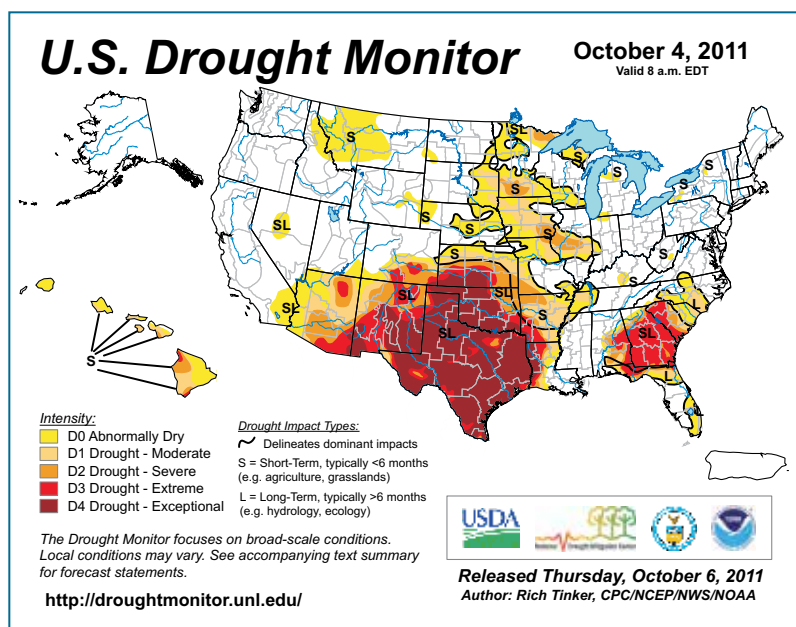 U.S. Drought Monitor
October 4, 2011
Valid 8 a.m. EDT
SL
S
S
S
S
S
S
SL
S
S
S
S
S
SL
SL
SL
SL
S
L
SL
SL
L
S
Intensity:
D0 Abnormally Dry
D1 Drought - Moderate
D2 Drought - Severe
D3 Drought - Extreme
D4 Drought - Exceptional
Drought Impact Types:
Delineates dominant impacts
S = Short-Term, typically <6 months
(e.g. agriculture, grasslands)
L = Long-Term, typically >6 months
(e.g. hydrology, ecology)
The Drought Monitor focuses on broad-scale conditions.
Local conditions may vary. See accompanying text summary
for forecast statements.
http://droughtmonitor.unl.edu/
USDA
Drought Mitigation Center
Released Thursday, October 6, 2011
Author: Rich Tinker, CPC/NCEP/NWS/NOAA